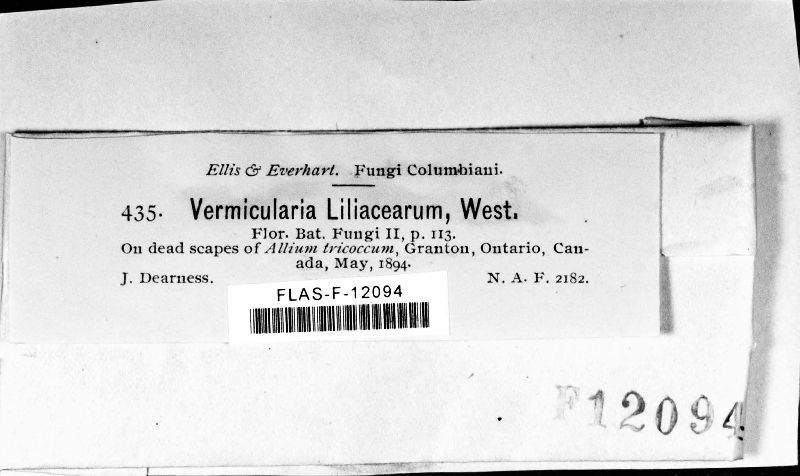 Ellis & Everhart. Fungi Columbiani.
435. Vermicularia Liliacearum, West.
Flor. Bat. Fungi II, p. 113.
On dead scapes of Allium tricoccum, Granton, Ontario, Can-
ada, May, 1894.
J. Dearness. N. A. F. 2182.
FLAS-F-12094
F12094